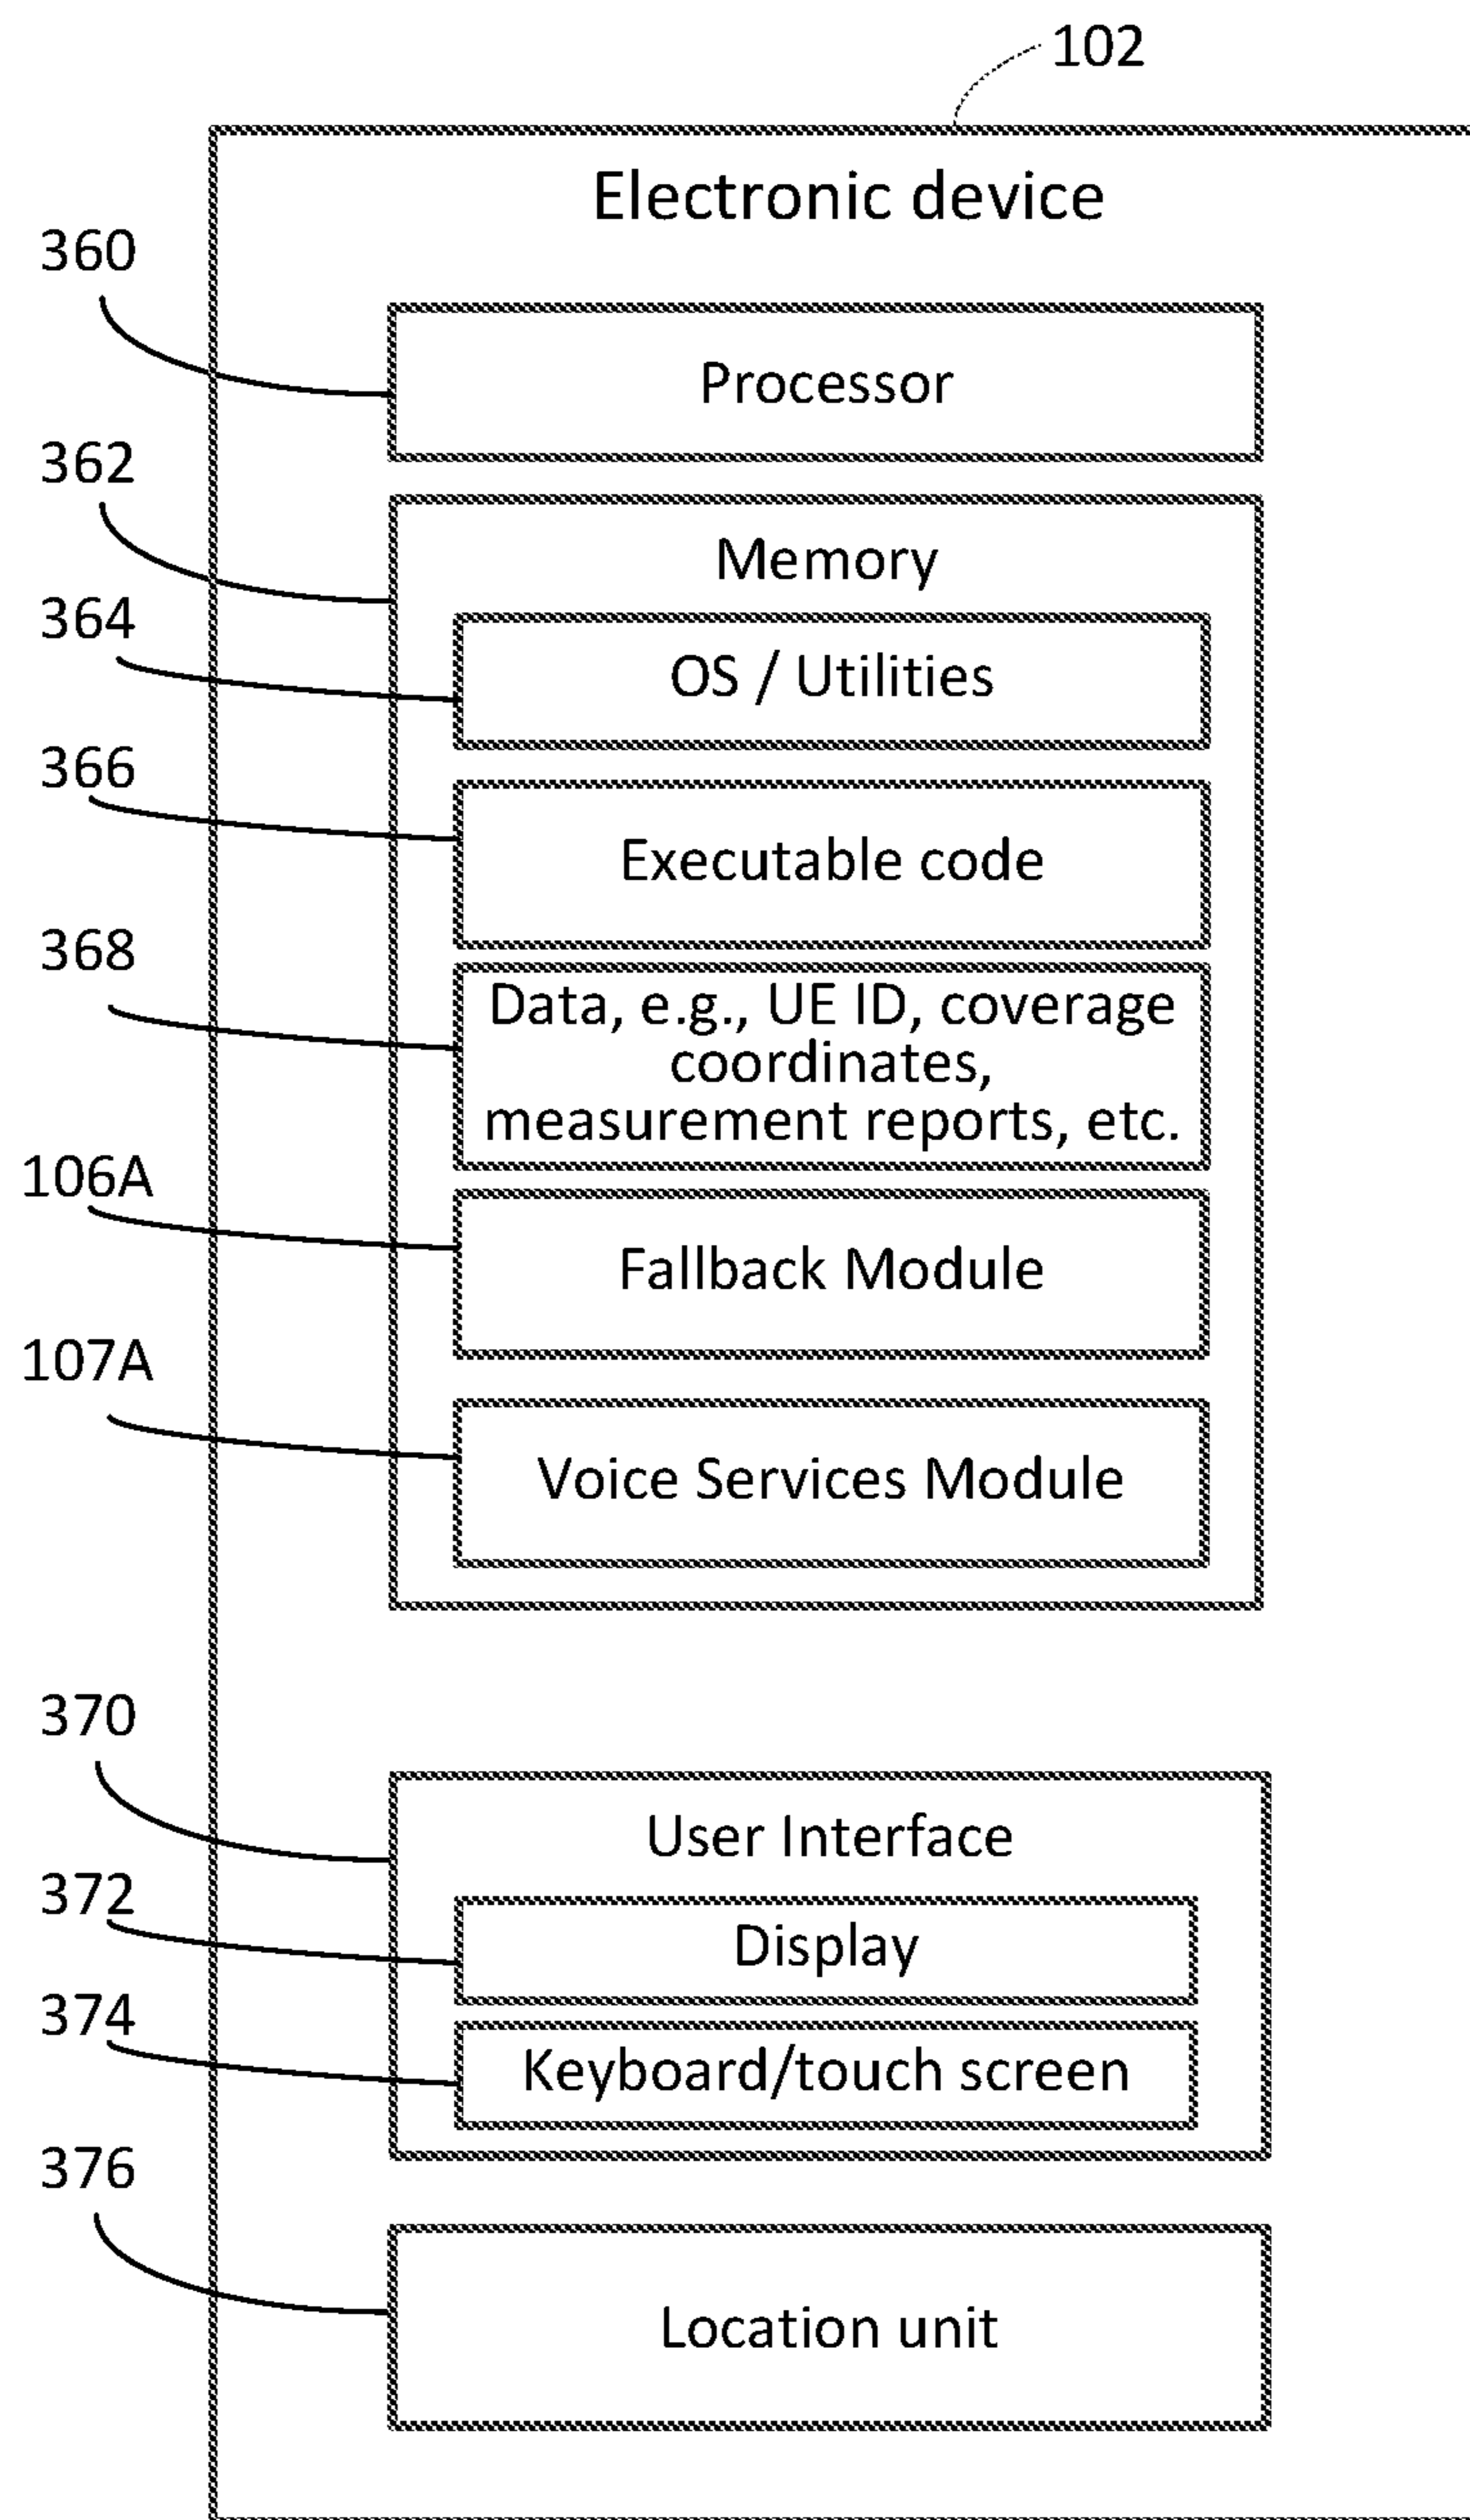 102
Electronic device
360
Processor
362
Memory
364
OS / Utilities
366
Executable code
368
Data, e.g., UE ID, coverage
coordinates,
measurement reports, etc.
106A
Fallback Module
107A
Voice Services Module
370
User Interface
372
Display
374
Keyboard/touch screen
376
Location unit